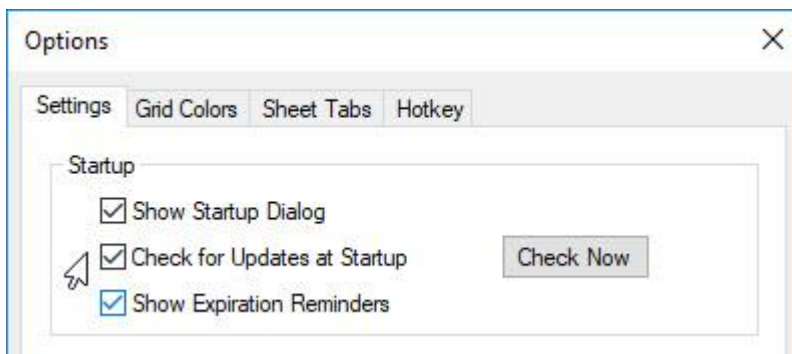 Options
Settings Grid Colors Sheet Tabs Hotkey
Startup
Show Startup Dialog
Check for Updates at Startup Check Now
Show Expiration Reminders